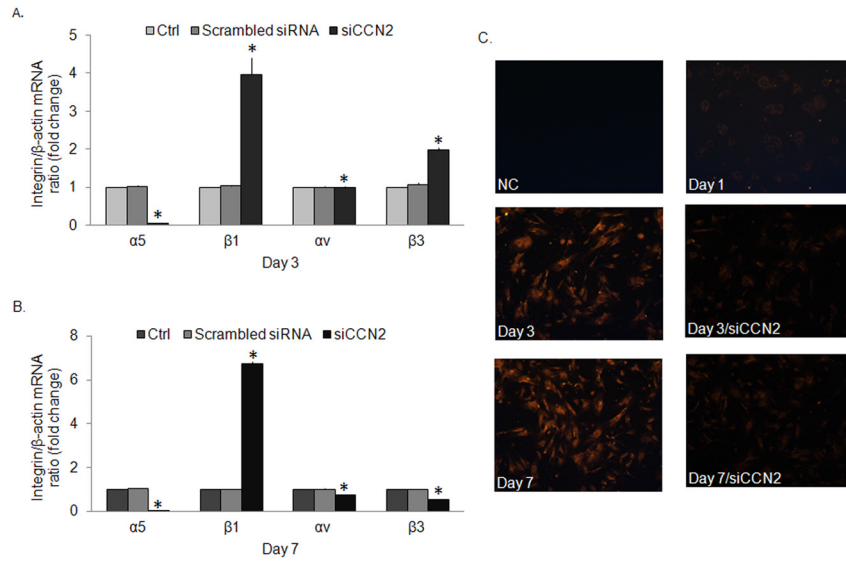 A.
Ctrl Scrambled siRNA siCCN2
Integrin/β-actin mRNA
ratio (fold change)
5
4
3
2
1
0
*
*
*
*
α5 β1 αv β3
Day 3
B.
Ctrl Scrambled siRNA siCCN2
Integrin/β-actin mRNA
ratio (fold change)
8
6
4
2
0
*
*
*
*
α5 β1 αv β3
Day 7
C.
NC
Day 1
Day 3
Day 3/siCCN2
Day 7
Day 7/siCCN2